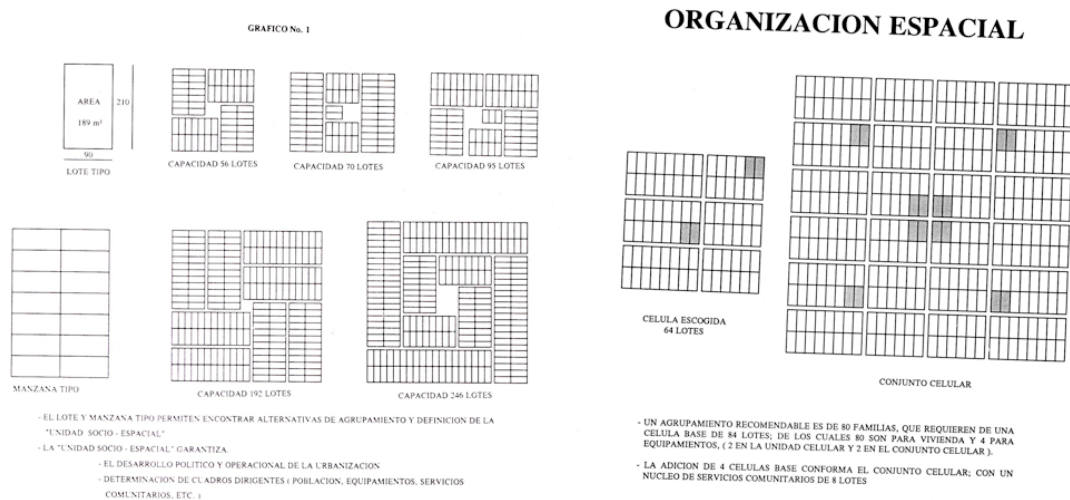 GRAFICO No. 1
AREA
189 m²
210
90
LOTE TIPO
CAPACIDAD 56 LOTES
CAPACIDAD 70 LOTES
CAPACIDAD 95 LOTES
MANZANA TIPO
CAPACIDAD 192 LOTES
CAPACIDAD 246 LOTES
- EL LOTE Y MANZANA TIPO PERMITEN ENCONTRAR ALTERNATIVAS DE AGRUPAMIENTO Y DEFINICION DE LA
"UNIDAD SOCIO - ESPACIAL"
- LA "UNIDAD SOCIO - ESPACIAL" GARANTIZA.
- EL DESARROLLO POLITICO Y OPERACIONAL DE LA URBANIZACION
- DETERMINACION DE CUADROS DIRIGENTES ( POBLACION, EQUIPAMIENTOS, SERVICIOS
COMUNITARIOS, ETC. )
ORGANIZACION ESPACIAL
CELULA ESCOGIDA
64 LOTES
CONJUNTO CELULAR
- UN AGRUPAMIENTO RECOMENDABLE ES DE 80 FAMILIAS, QUE REQUIEREN DE UNA
CELULA BASE DE 84 LOTES; DE LOS CUALES 80 SON PARA VIVIENDA Y 4 PARA
EQUIPAMIENTOS, ( 2 EN LA UNIDAD CELULAR Y 2 EN EL CONJUNTO CELULAR ).
- LA ADICION DE 4 CELULAS BASE CONFORMA EL CONJUNTO CELULAR; CON UN
NUCLEO DE SERVICIOS COMUNITARIOS DE 8 LOTES